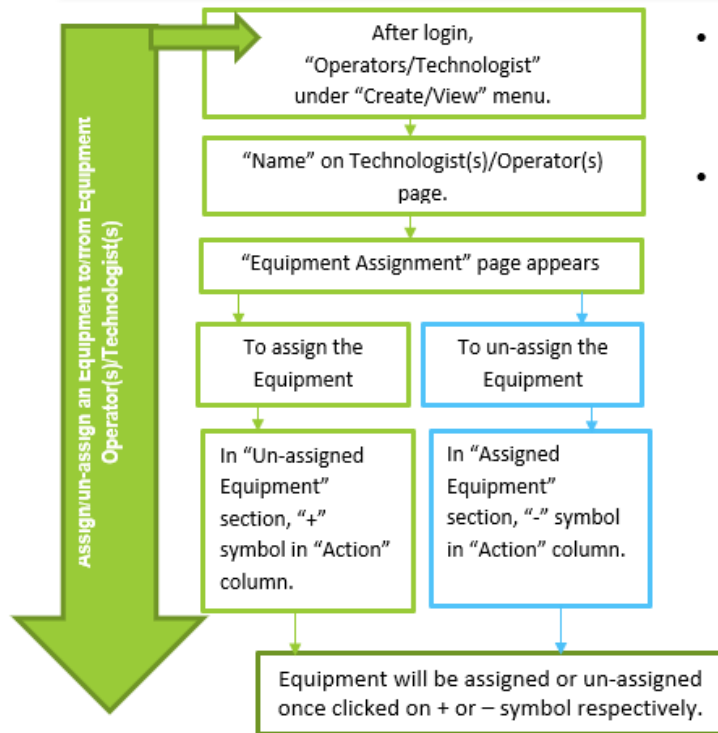 Assign/un-assign an Equipment to/from Equipment
Operator(s)/Technologist(s)
After login,
“Operators/Technologist”
under “Create/View” menu.
“Name” on Technologist(s)/Operator(s)
page.
“Equipment Assignment” page appears
To assign the
Equipment
To un-assign the
Equipment
In “Un-assigned
Equipment”
section, “+”
symbol in “Action”
column.
In “Assigned
Equipment”
section, “-” symbol
in “Action” column.
Equipment will be assigned or un-assigned
once clicked on + or – symbol respectively.